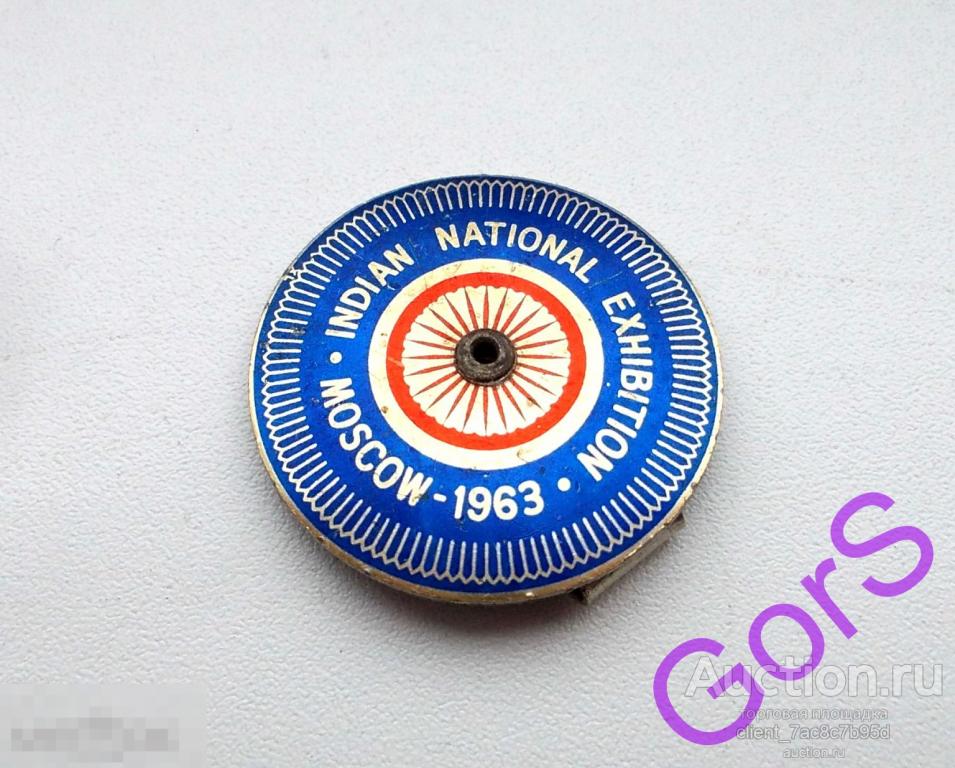 • INDIAN NATIONAL EXHIBITION •
MOSCOW-1963
GorS
Auction.ru
торговая площадка
client_7ac8c7b95d
auction.ru